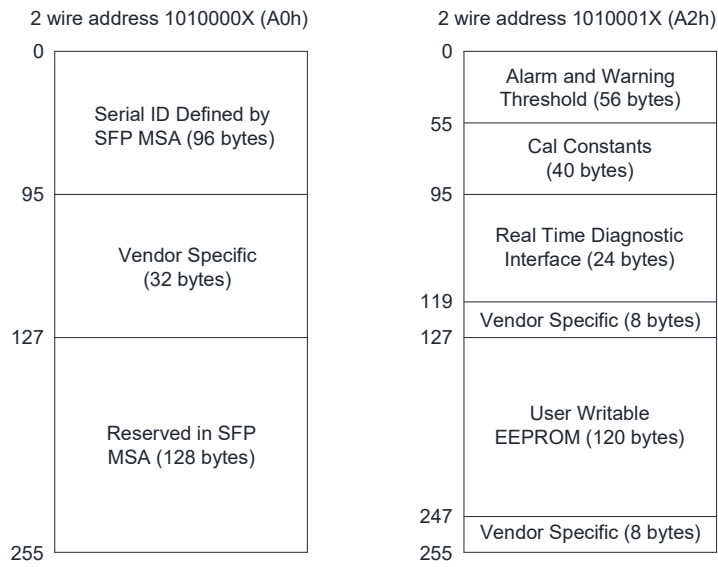 2 wire address 1010000X (A0h)
0
Serial ID Defined by
SFP MSA (96 bytes)
95
Vendor Specific
(32 bytes)
127
Reserved in SFP
MSA (128 bytes)
255
2 wire address 1010001X (A2h)
0
Alarm and Warning
Threshold (56 bytes)
55
Cal Constants
(40 bytes)
95
Real Time Diagnostic
Interface (24 bytes)
119
Vendor Specific (8 bytes)
127
User Writable
EEPROM (120 bytes)
247
Vendor Specific (8 bytes)
255